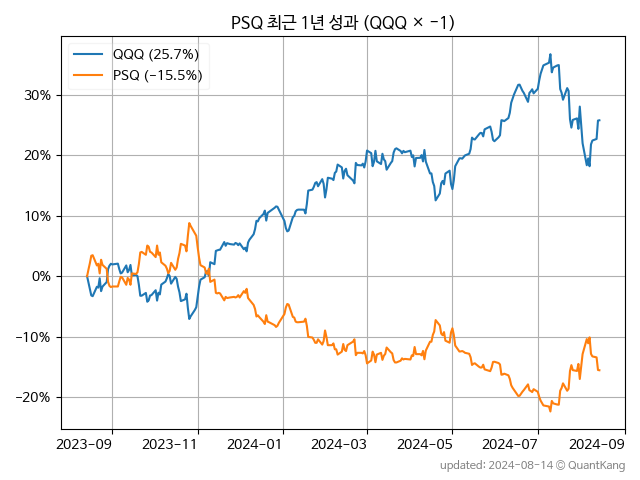 PSQ 최근 1년 성과 (QQQ × -1)
QQQ (25.7%)
PSQ (-15.5%)
30%
20%
10%
0%
-10%
-20%
2023-09 2023-11 2024-01 2024-03 2024-05 2024-07 2024-09
updated: 2024-08-14 © QuantKang